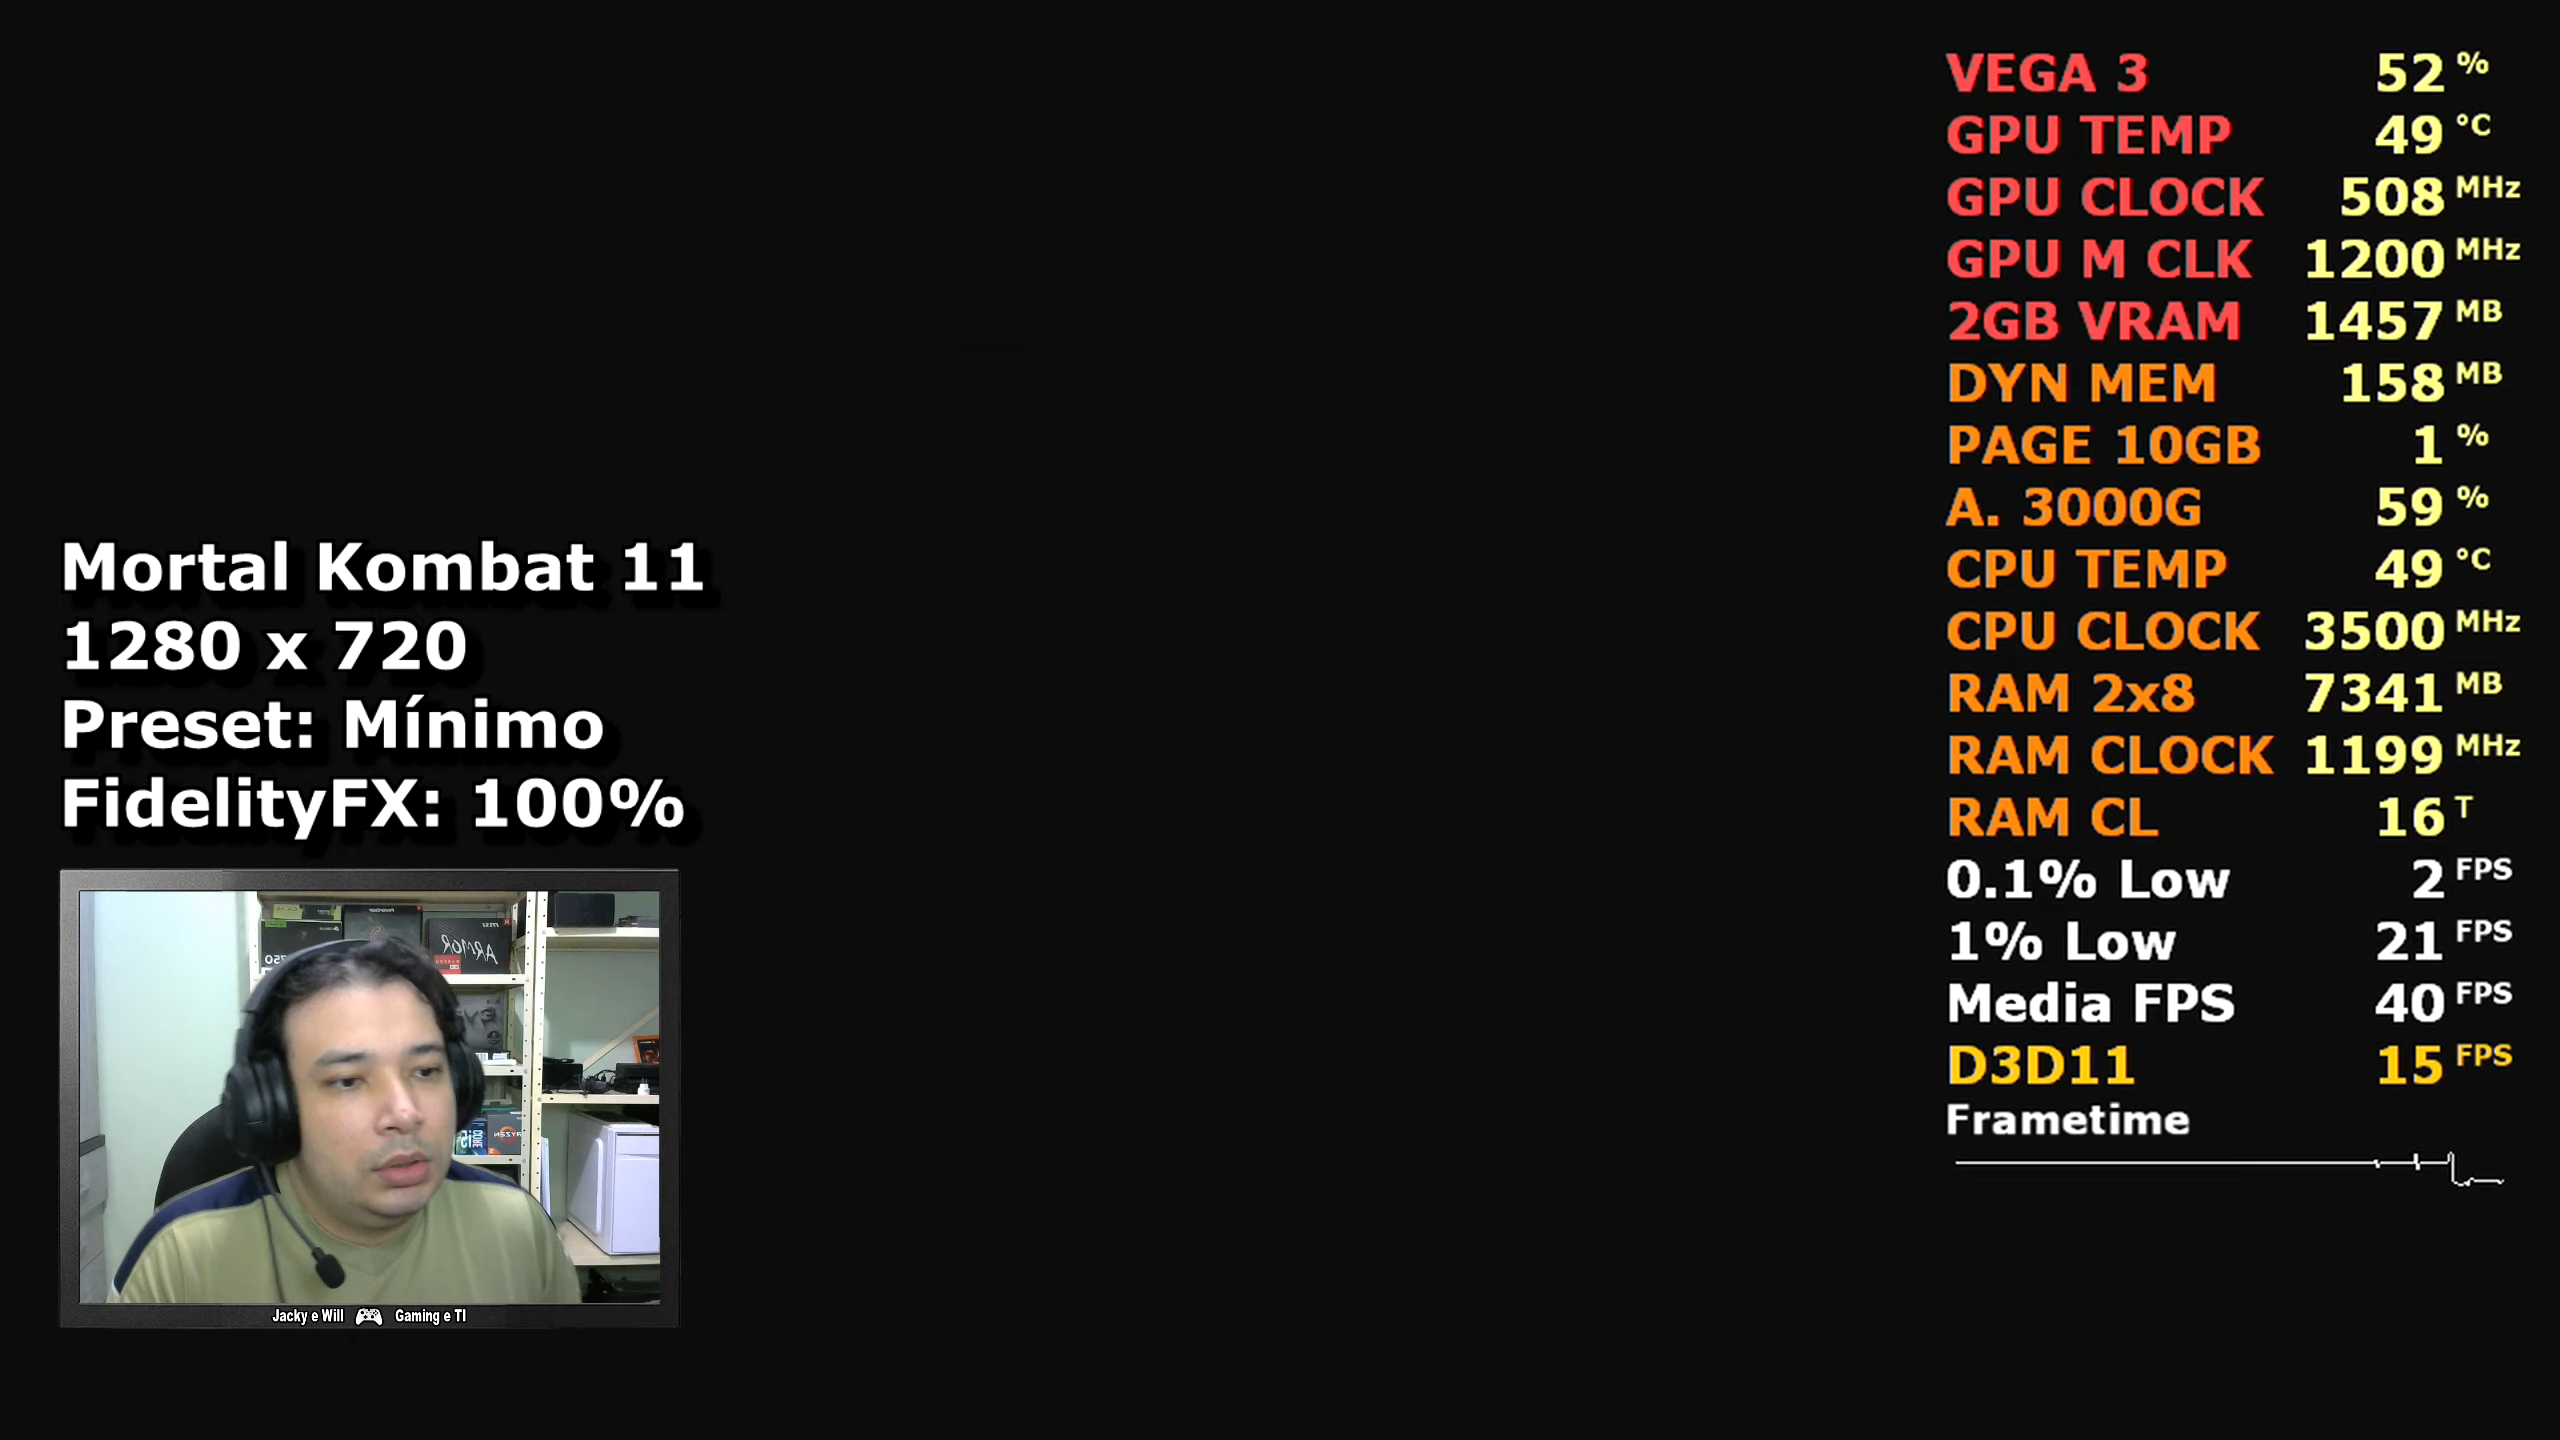 VEGA 3 52 %
GPU TEMP 49 °C
GPU CLOCK 508 MHz
GPU M CLK 1200 MHz
2GB VRAM 1457 MB
DYN MEM 158 MB
PAGE 10GB 1 %
A. 3000G 59 %
CPU TEMP 49 °C
CPU CLOCK 3500 MHz
RAM 2x8 7341 MB
RAM CLOCK 1199 MHz
RAM CL 16 T
0.1% Low 2 FPS
1% Low 21 FPS
Media FPS 40 FPS
D3D11 15 FPS
Frametime
Mortal Kombat 11
1280 x 720
Preset: Mínimo
FidelityFX: 100%
ARMOR
CORE
i5
RYZEN
Jacky e Will Gaming e TI